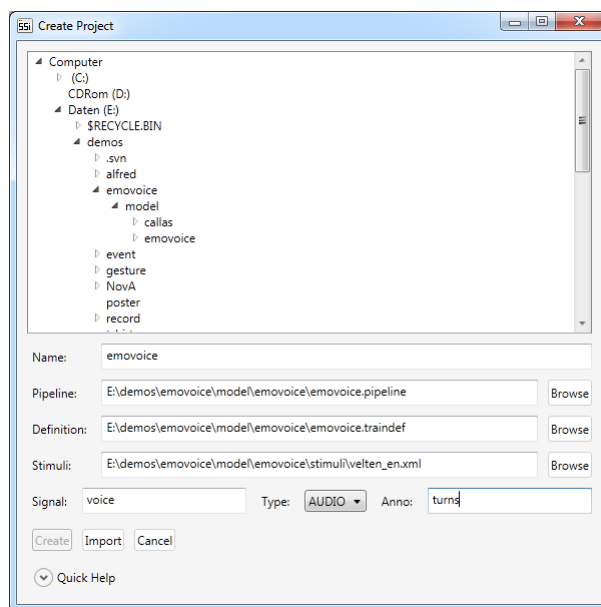 SSI Create Project
Computer
(C:)
CDRom (D:)
Daten (E:)
$RECYCLE.BIN
demos
.svn
alfred
emovoice
model
callas
emovoice
event
gesture
NovA
poster
record
Name: emovoice
Pipeline: E:\demos\emovoice\model\emovoice\emovoice.pipeline Browse
Definition: E:\demos\emovoice\model\emovoice\emovoice.traindef Browse
Stimuli: E:\demos\emovoice\model\emovoice\stimuli\velten_en.xml Browse
Signal: voice Type: AUDIO Anno: turns
Create Import Cancel
Quick Help